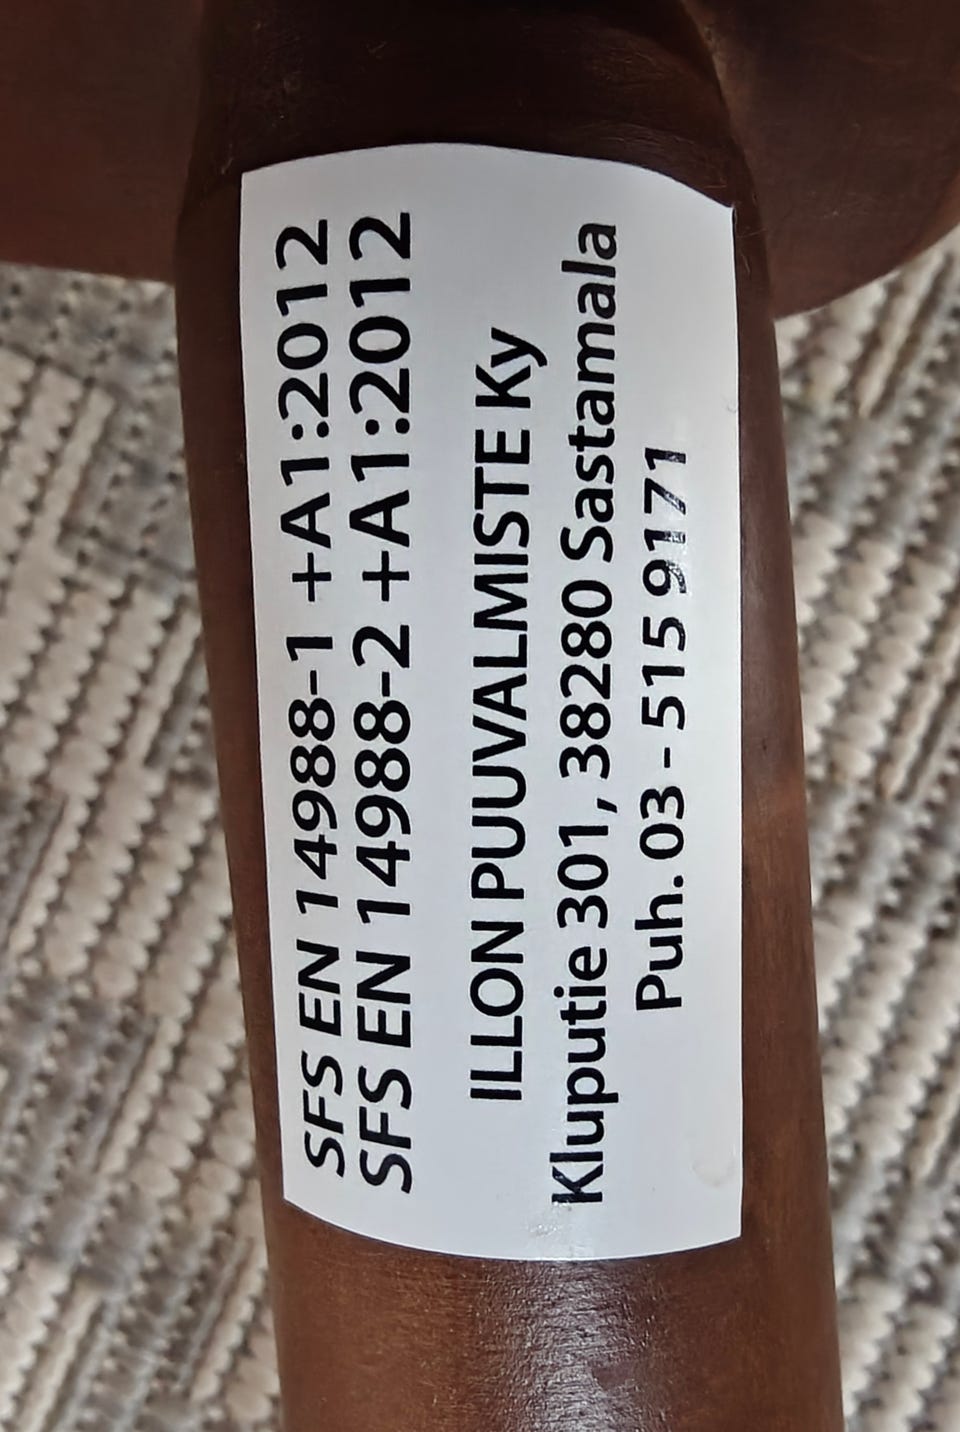 SFS EN 14988-1 +A1:2012
SFS EN 14988-2 +A1:2012
ILLON PUUVALMISTE Ky
Kluputie 301, 38280 Sastamala
Puh. 03 - 515 9171